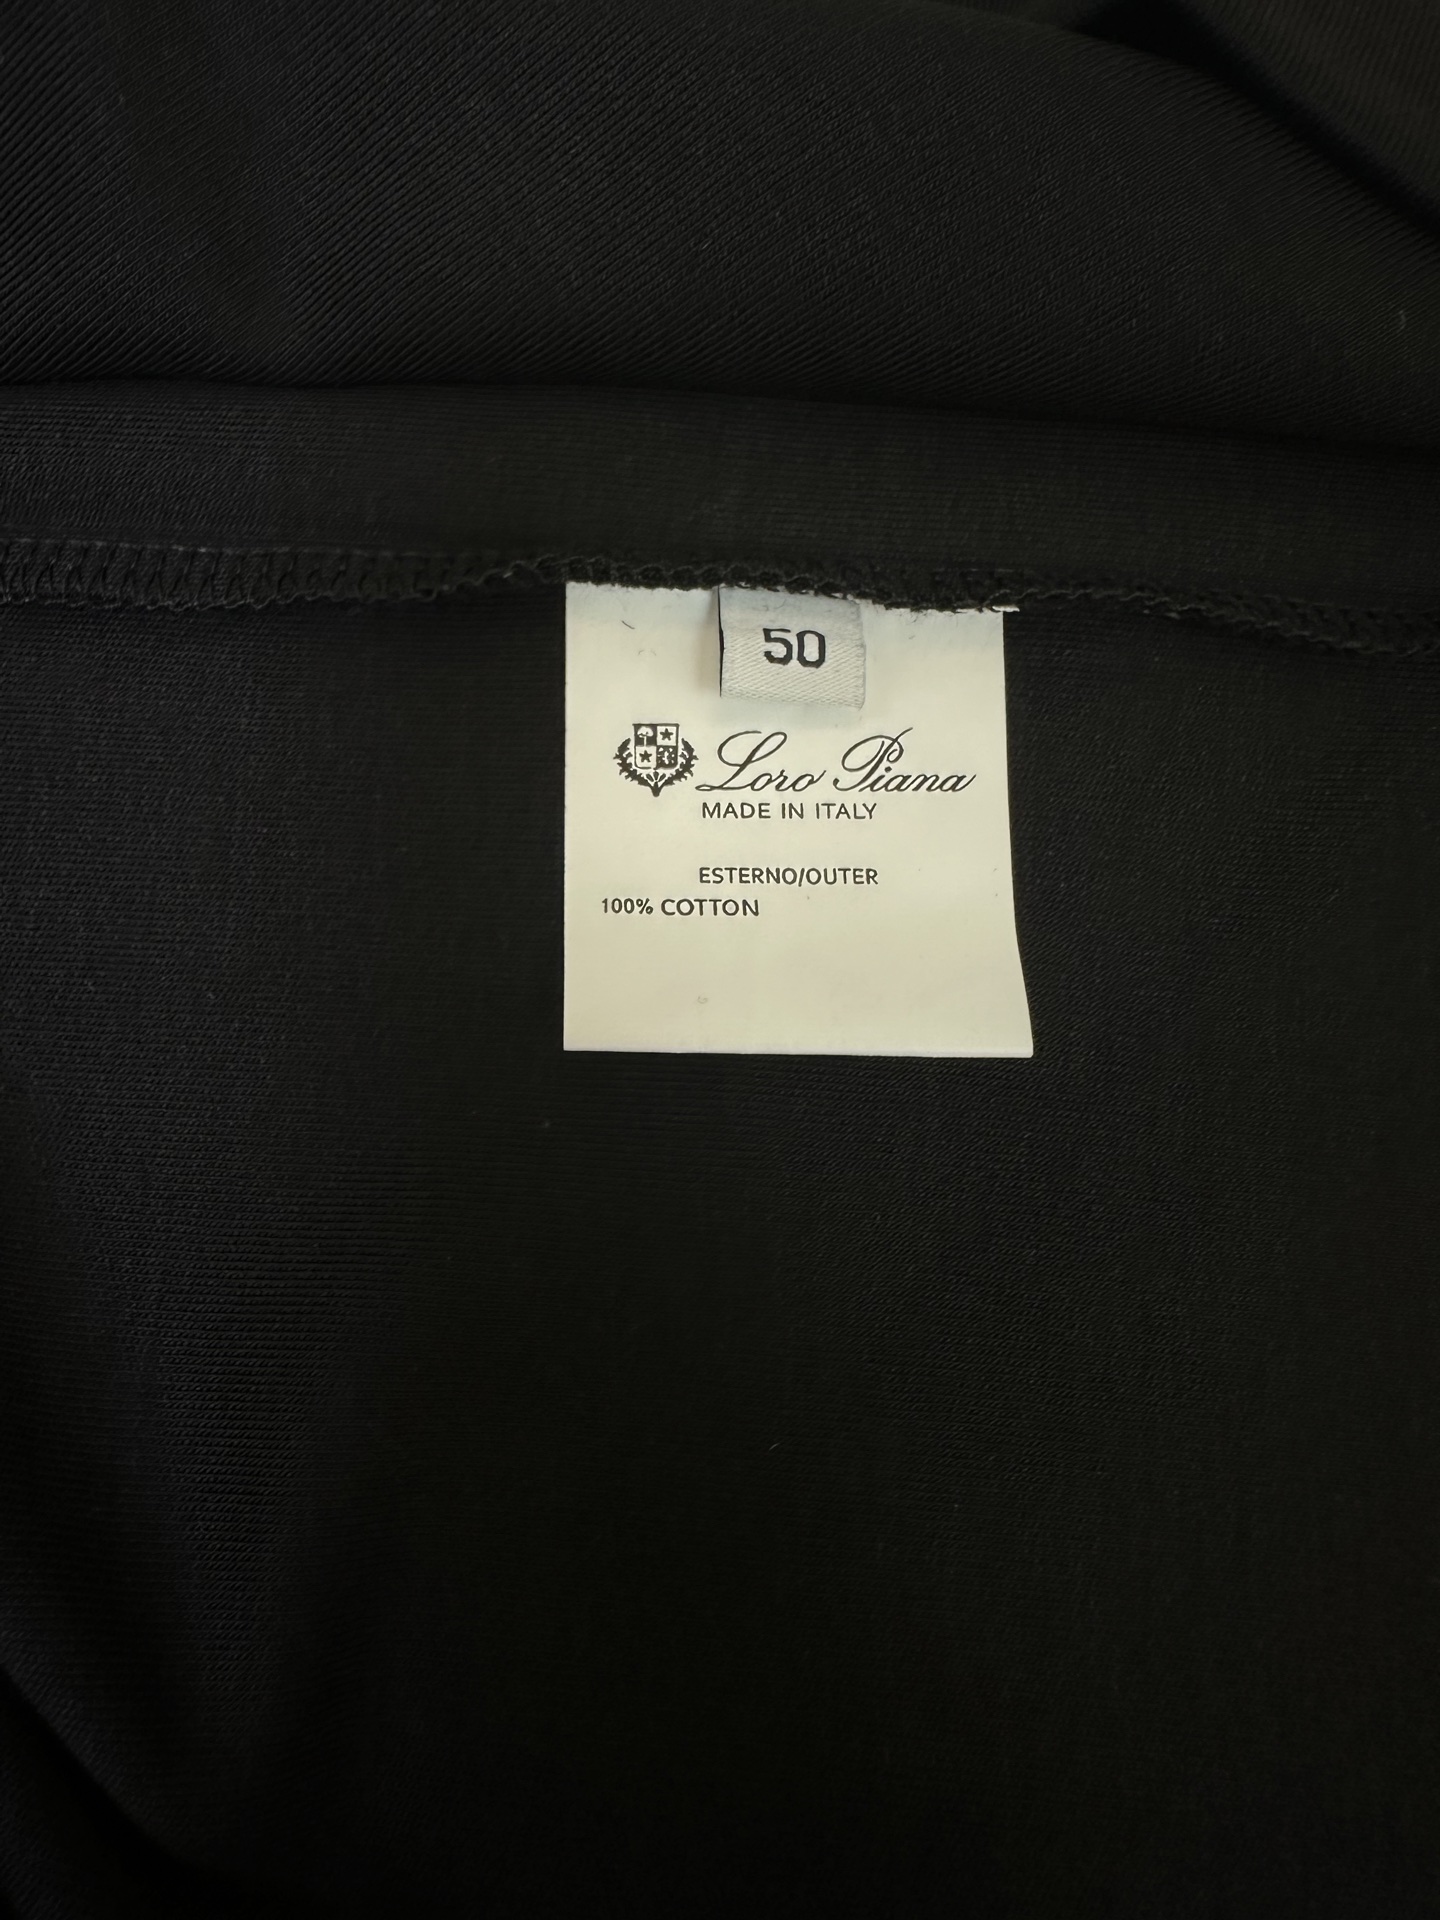 50
Loro Piana
MADE IN ITALY
ESTERNO/OUTER
100% COTTON